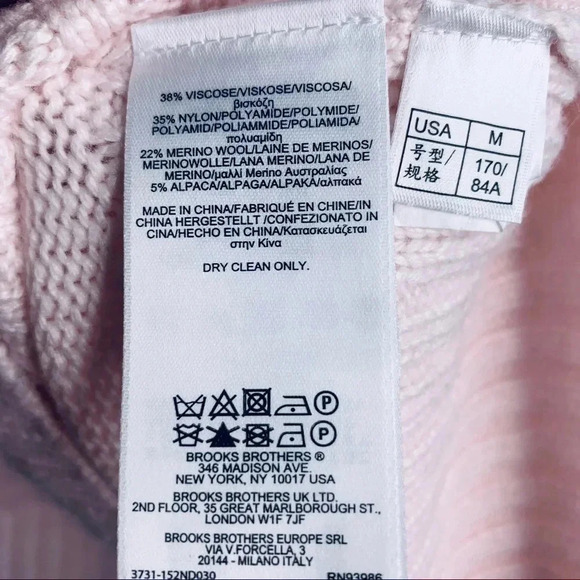 38% VISCOSE/VISKOSE/VISCOSA/
βισκόζη
35% NYLON/POLYAMIDE/POLYMIDE/
POLYAMID/POLIAMMIDE/POLIAMIDA/
πολυαμίδη
22% MERINO WOOL/LAINE DE MERINOS/
MERINOWOLLE/LANA MERINO/LANA DE
MERINO/μαλλί Merino Αυστραλίας
5% ALPACA/ALPAGA/ALPAKA/αλπακά
MADE IN CHINA/FABRIQUÉ EN CHINE/IN
CHINA HERGESTELLT /CONFEZIONATO IN
CINA/HECHO EN CHINA/Κατασκευάζεται
στην Κίνα
DRY CLEAN ONLY.
P
P
BROOKS BROTHERS ®
346 MADISON AVE.
NEW YORK, NY 10017 USA
BROOKS BROTHERS UK LTD.
2ND FLOOR, 35 GREAT MARLBOROUGH ST.,
LONDON W1F 7JF
BROOKS BROTHERS EUROPE SRL
VIA V.FORCELLA, 3
20144 - MILANO ITALY
3731-152ND030 RN93986
USA M
号型/ 170/
规格 84A